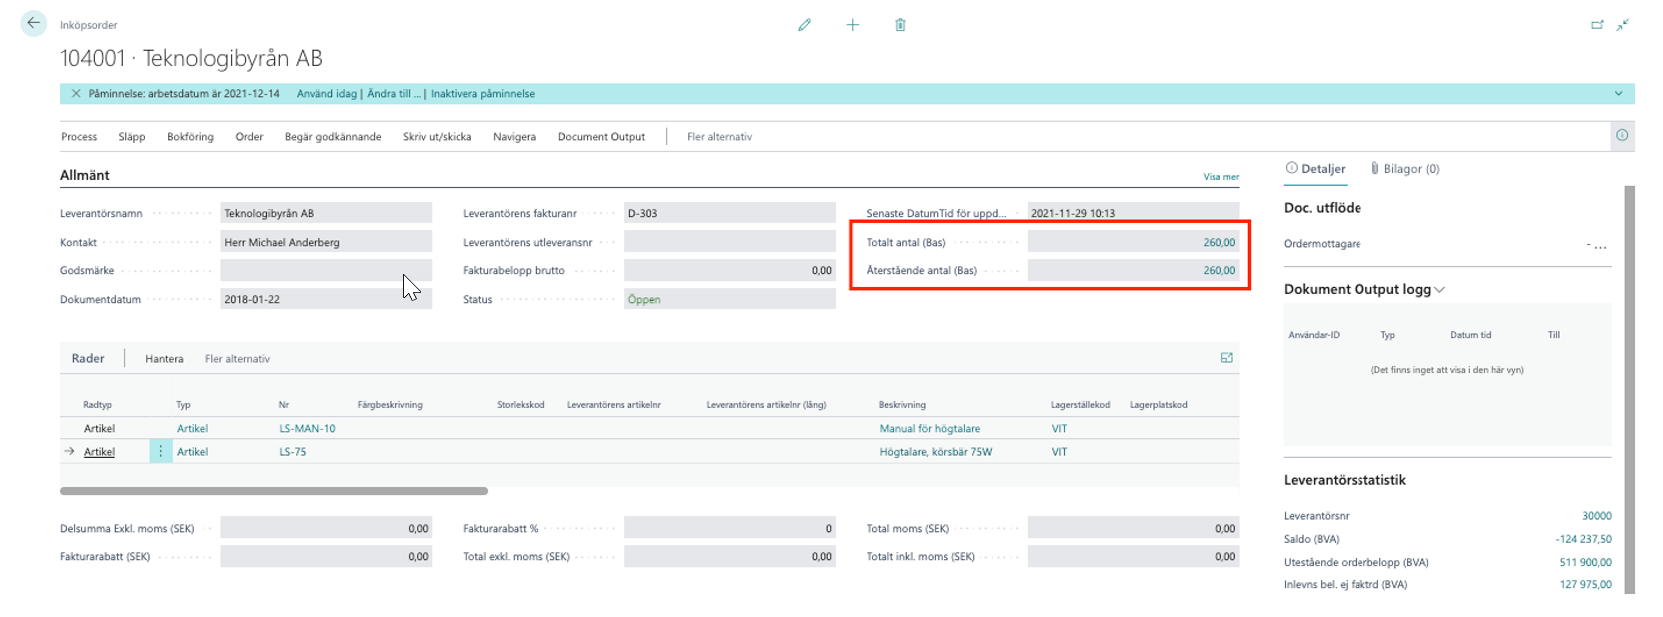 Inköpsorder
104001 · Teknologibyrån AB
Påminnelse: arbetsdatum är 2021-12-14 Använd idag | Ändra till ... | Inaktivera påminnelse
Process Släpp Bokföring Order Begär godkännande Skriv ut/skicka Navigera Document Output Fler alternativ
Allmänt Visa mer
Leverantörsnamn Teknologibyrån AB Leverantörens fakturanr D-303 Senaste DatumTid för uppd... 2021-11-29 10:13
Kontakt Herr Michael Anderberg Leverantörens utleveransnr Totalt antal (Bas) 260,00
Godsmärke Fakturabelopp brutto 0,00 Återstående antal (Bas) 260,00
Dokumentdatum 2018-01-22 Status Öppen
Rader Hantera Fler alternativ
Radtyp Typ Nr Färgbeskrivning Storlekskod Leverantörens artikelnr Leverantörens artikelnr (lång) Beskrivning Lagerställekod Lagerplatskod
Artikel Artikel LS-MAN-10 Manual för högtalare VIT
Artikel Artikel LS-75 Högtalare, körsbär 75W VIT
Delsumma Exkl. moms (SEK) 0,00 Fakturarabatt % 0 Total moms (SEK) 0,00
Fakturarabatt (SEK) 0,00 Total exkl. moms (SEK) 0,00 Totalt inkl. moms (SEK) 0,00
Detaljer Bilagor (0)
Doc. utflöde
Ordermottagare - ...
Dokument Output logg
Användar-ID Typ Datum tid Till
(Det finns inget att visa i den här vyn)
Leverantörsstatistik
Leverantörsnr 30000
Saldo (BVA) -124 237,50
Utestående orderbelopp (BVA) 511 900,00
Inlevns bel. ej faktrd (BVA) 127 975,00